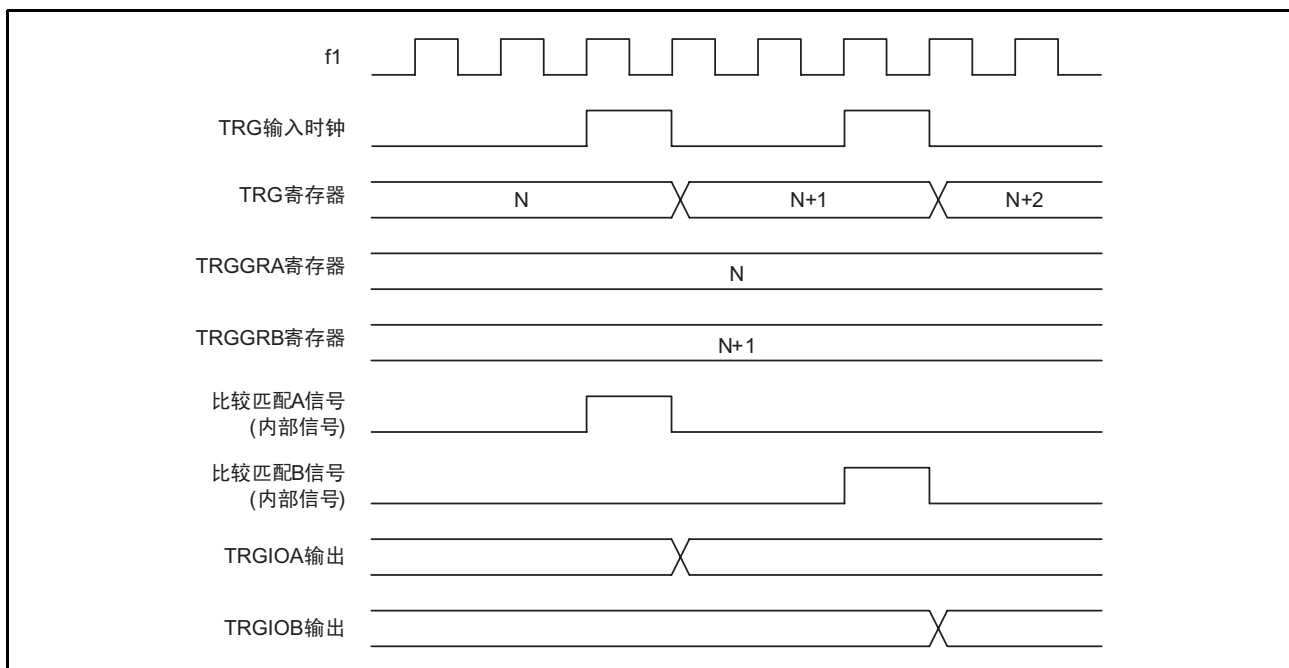 f1
TRG输入时钟
TRG寄存器
N
N+1
N+2
TRGGRA寄存器
N
TRGGRB寄存器
N+1
比较匹配A信号
(内部信号)
比较匹配B信号
(内部信号)
TRGIOA输出
TRGIOB输出